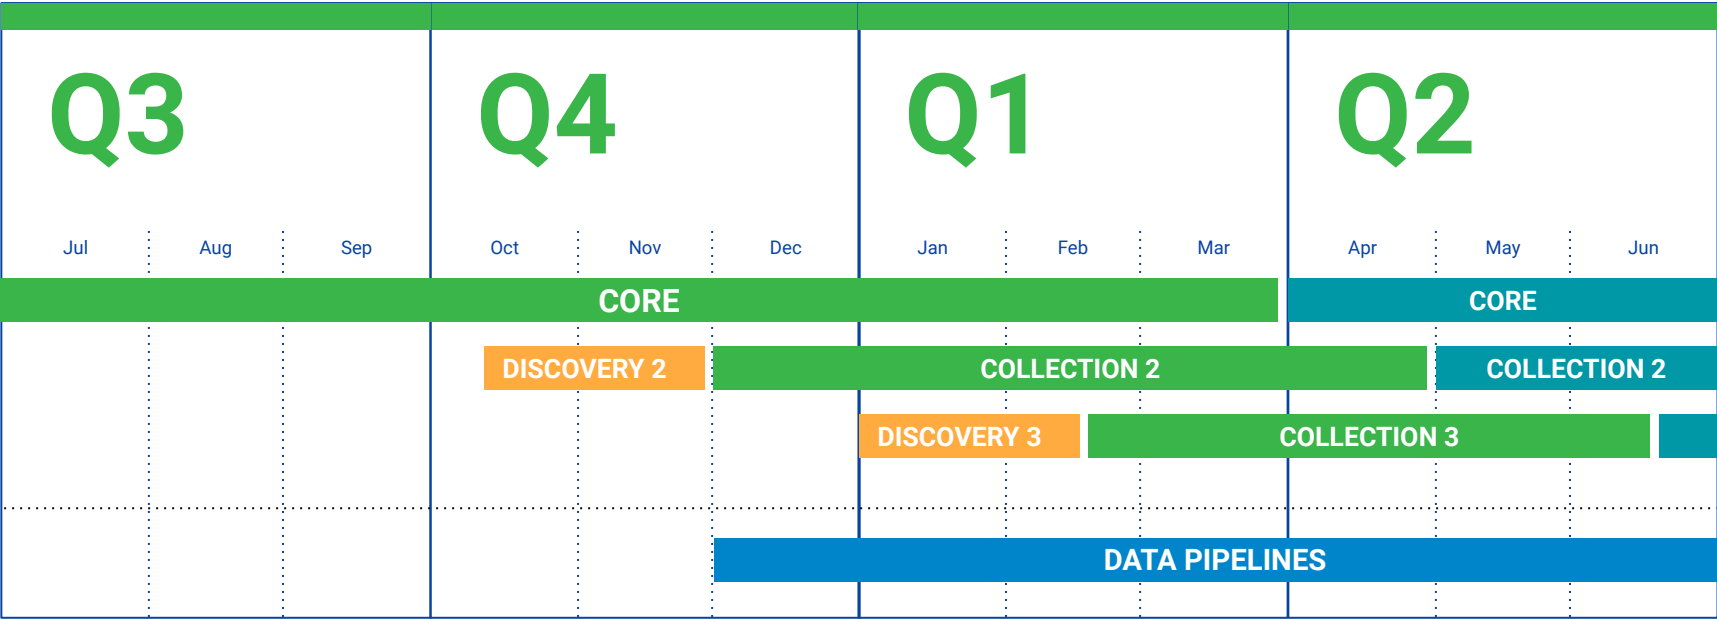 Q3 Q4 Q1 Q2
Jul Aug Sep Oct Nov Dec Jan Feb Mar Apr May Jun
CORE CORE
DISCOVERY 2 COLLECTION 2 COLLECTION 2
DISCOVERY 3 COLLECTION 3
DATA PIPELINES